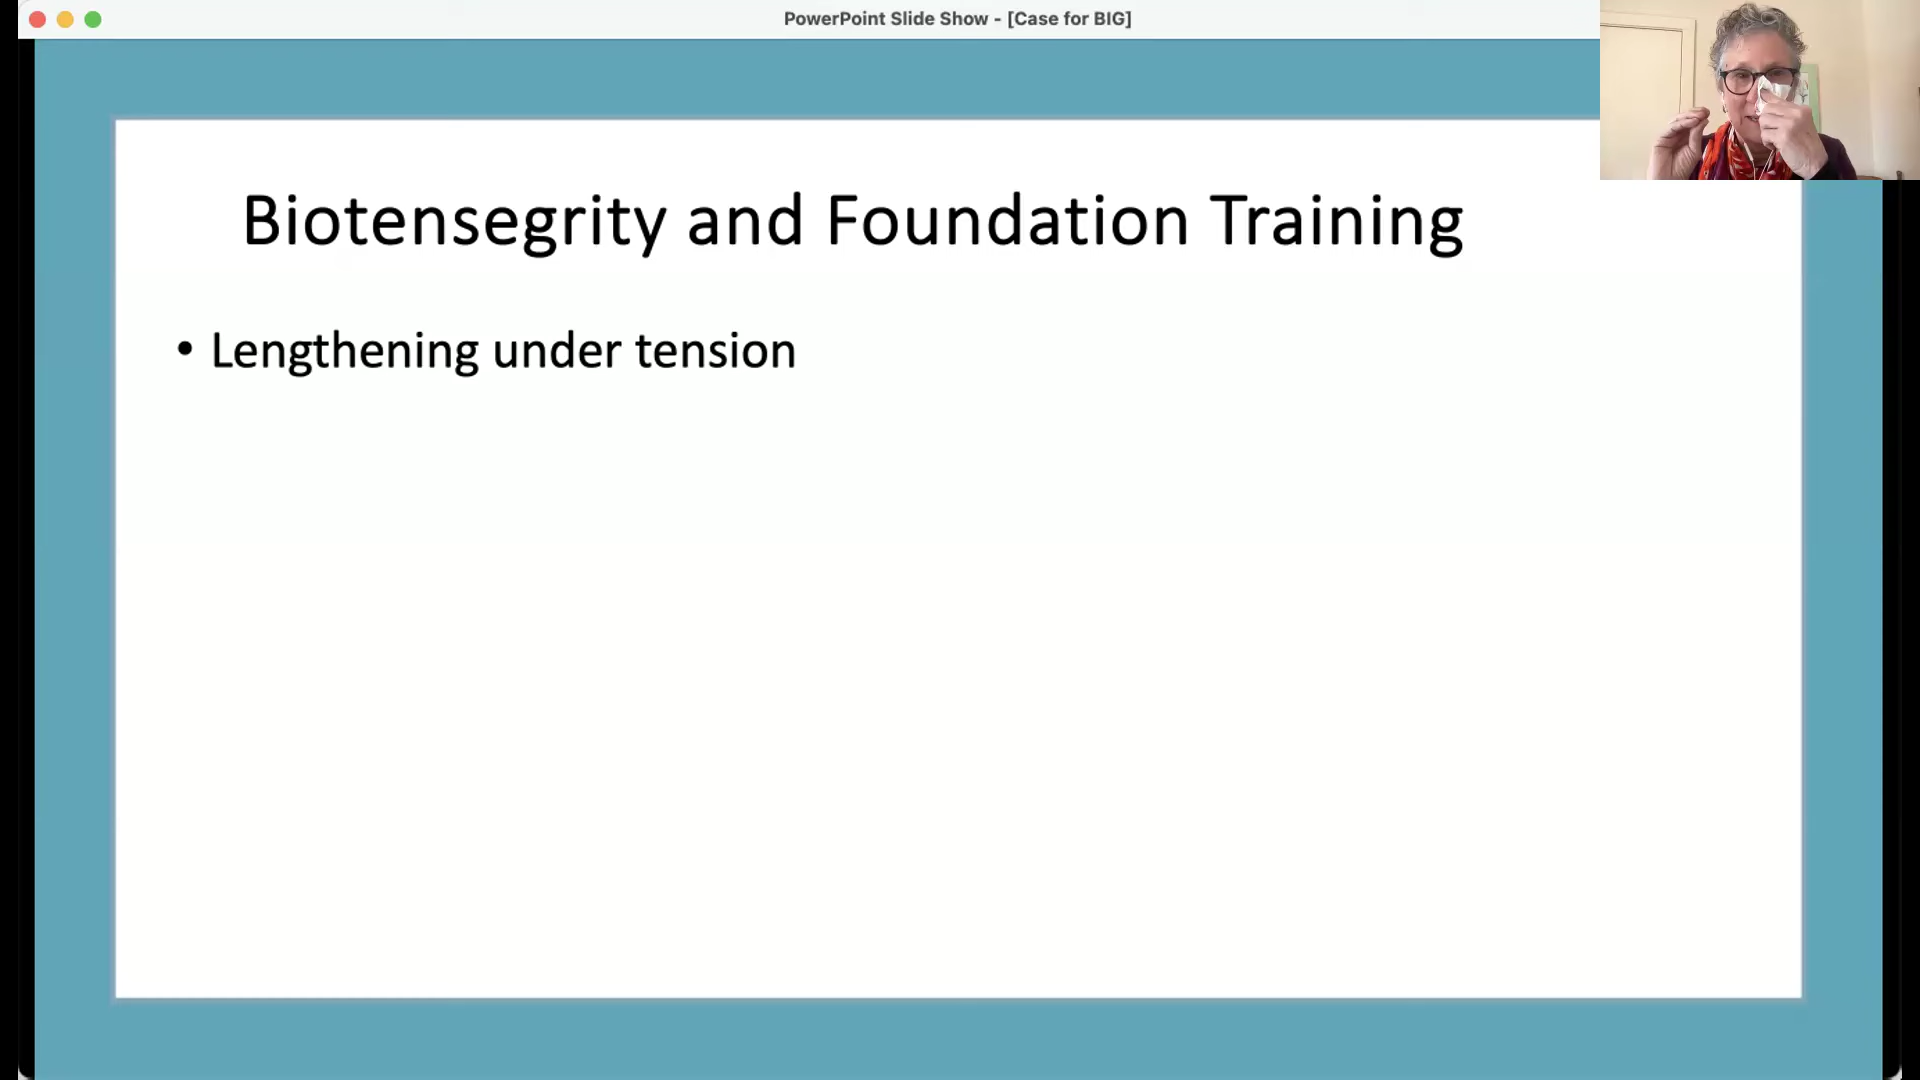 PowerPoint Slide Show - [Case for BIG]
Biotensegrity and Foundation Training
• Lengthening under tension